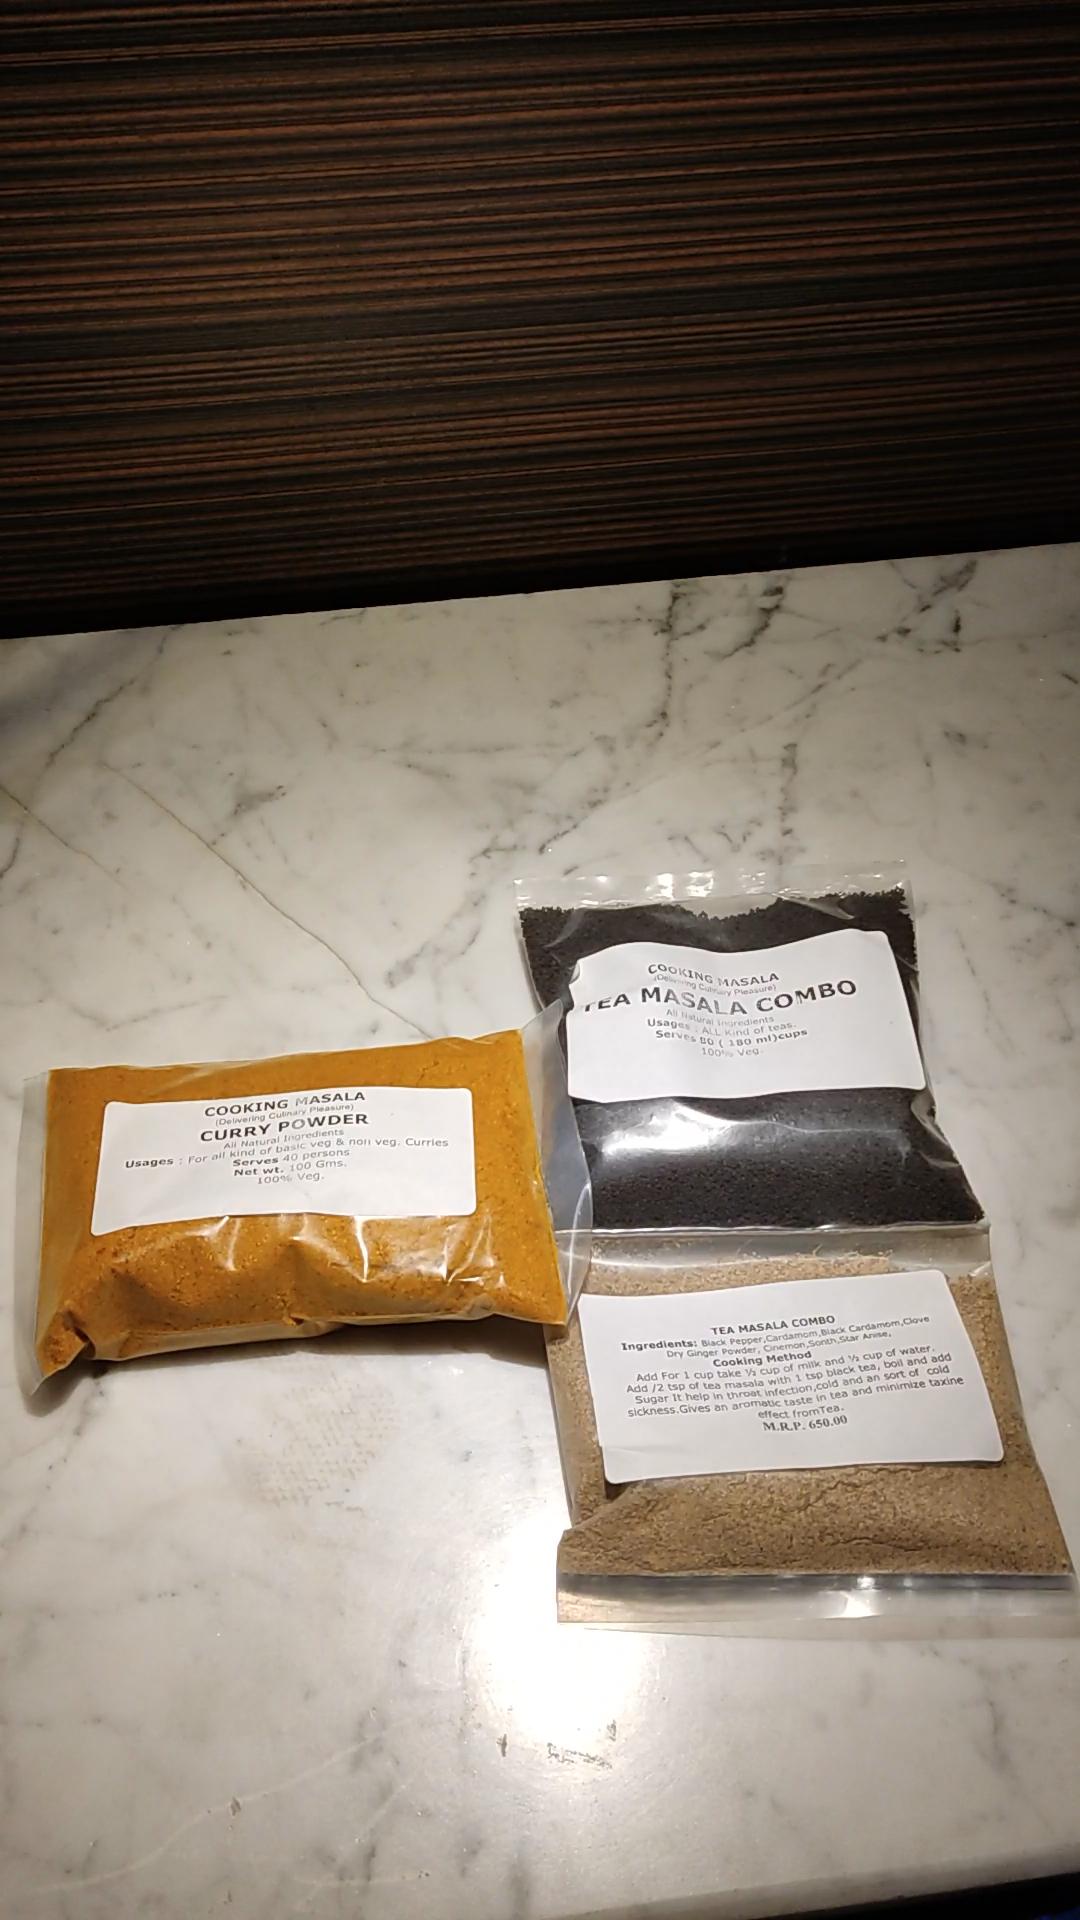 COOKING MASALA
(Delivering Culinary Pleasure)
CURRY POWDER
All Natural Ingredients
Usages : For all kind of basic veg & non veg. Curries
Serves 40 persons
Net wt. 100 Gms.
100% Veg.
COOKING MASALA
(Delivering Culinary Pleasure)
TEA MASALA COMBO
All Natural Ingredients
Usages : ALL Kind of teas.
Serves 80 ( 180 ml)cups
100% Veg.
TEA MASALA COMBO
Ingredients: Black Pepper,Cardamom,Black Cardamom,Clove
Dry Ginger Powder, Cinemon,Sonth,Star Anise,
Cooking Method
Add For 1 cup take ½ cup of milk and ½ cup of water.
Add /2 tsp of tea masala with 1 tsp black tea, boil and add
Sugar It help in throat infection,cold and an sort of cold
sickness.Gives an aromatic taste in tea and minimize taxine
effect fromTea.
M.R.P. 650.00